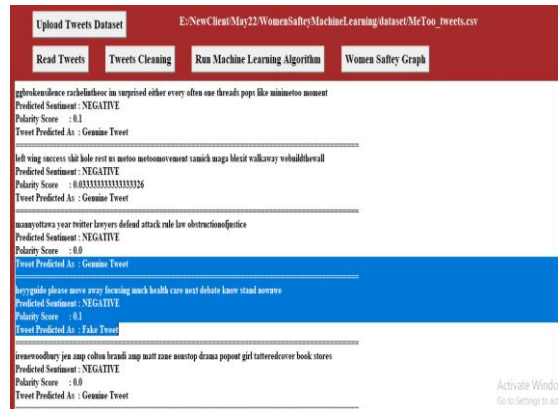 Upload Tweets Dataset
E:/NewClient/May22/WomenSafteyMachineLearning/dataset/MeToo_tweets.csv
Read Tweets
Tweets Cleaning
Run Machine Learning Algorithm
Women Saftey Graph
ggbrokensilence rachelintheoc im surprised either every often one threads pops like minimetoo moment
Predicted Sentiment : NEGATIVE
Polarity Score : 0.1
Tweet Predicted As : Genuine Tweet
left wing success shit hole rest us metoo metoomovement samich maga blexit walkaway webuildthewall
Predicted Sentiment : NEGATIVE
Polarity Score : 0.033333333333333326
Tweet Predicted As : Genuine Tweet
mannyottawa year twitter lawyers defend attack rule law obstructionofjustice
Predicted Sentiment : NEGATIVE
Polarity Score : 0.0
Tweet Predicted As : Genuine Tweet
heyyguido please move away focusing much health care next debate know stand nowuwe
Predicted Sentiment : NEGATIVE
Polarity Score : 0.1
Tweet Predicted As : Fake Tweet
irenewoodbury jen amp colton brandi amp matt zane nonstop drama popout girl tatteredcover book stores
Predicted Sentiment : NEGATIVE
Polarity Score : 0.0
Tweet Predicted As : Genuine Tweet
Activate Windo
Go to Settings to ac